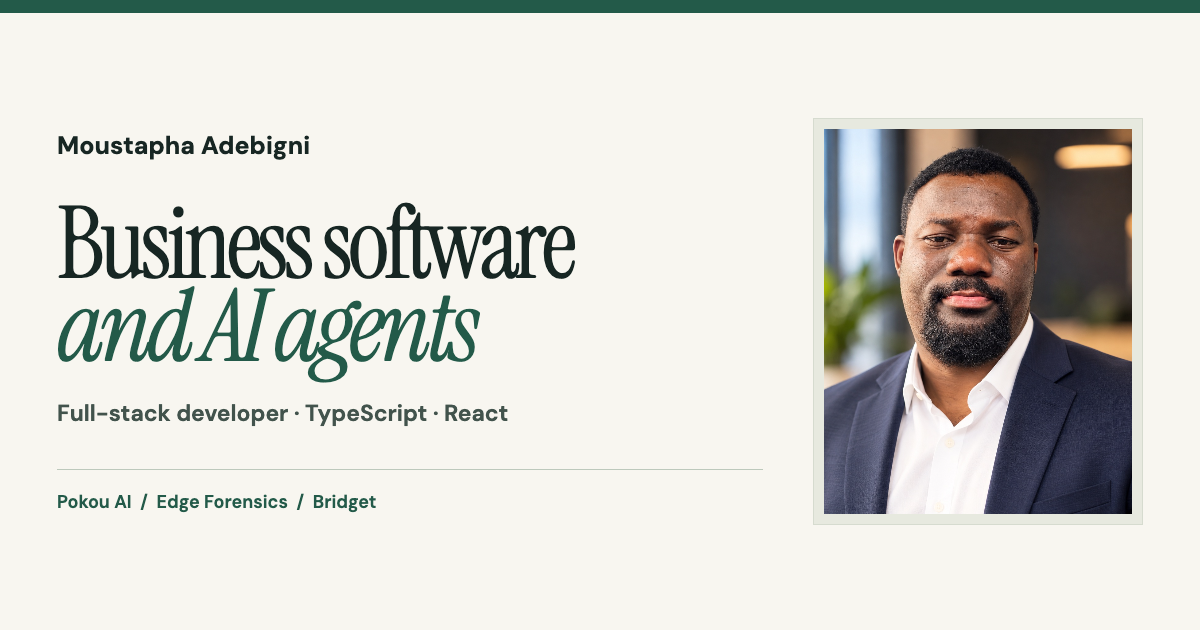 Moustapha Adebigni
Business software
and AI agents
Full-stack developer · TypeScript · React
Pokou AI / Edge Forensics / Bridget